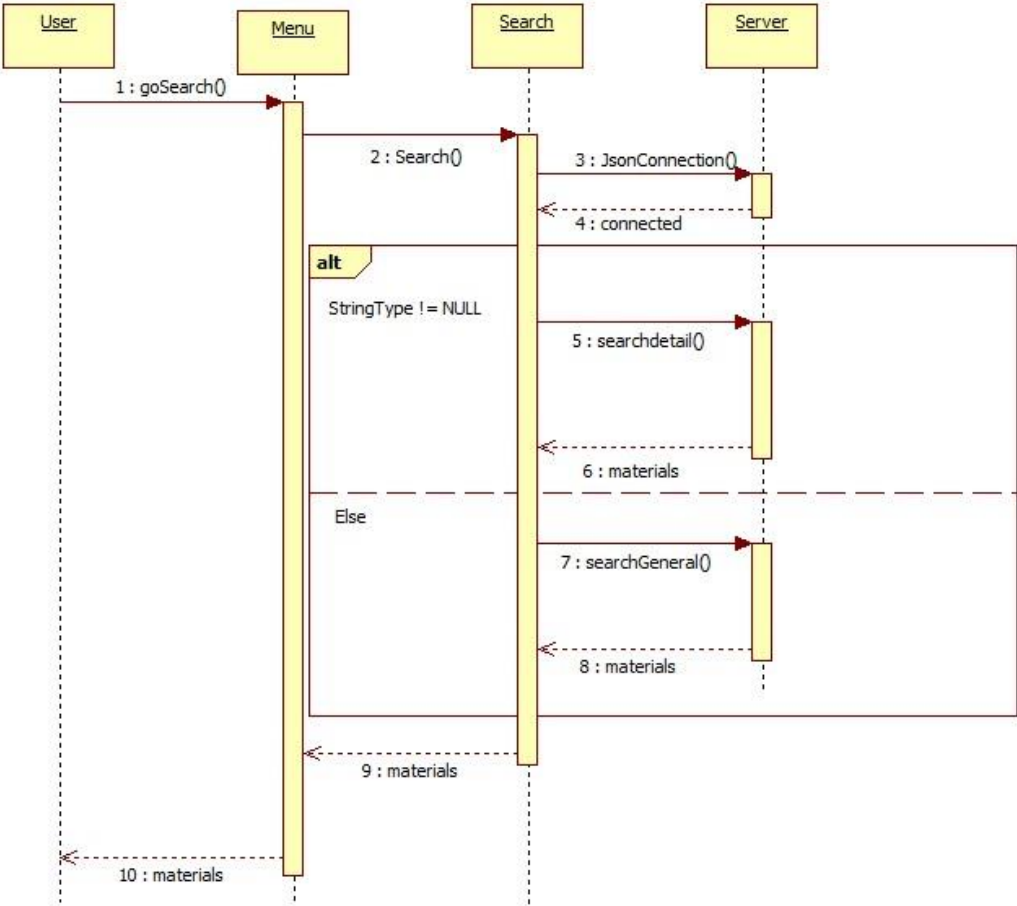 User
Menu
Search
Server
1 : goSearch()
2 : Search()
3 : JsonConnection()
4 : connected
alt
StringType != NULL
5 : searchdetail()
6 : materials
Else
7 : searchGeneral()
8 : materials
9 : materials
10 : materials